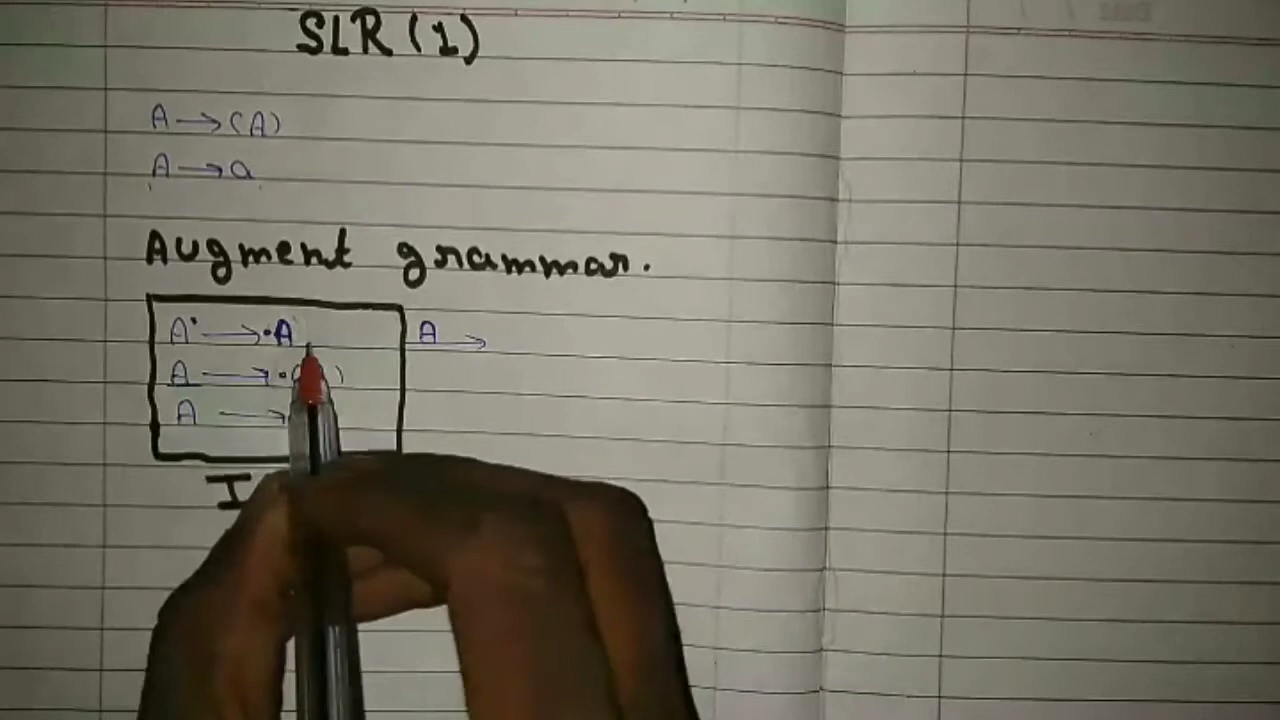 SLR (1)
A → (A)
A → a
Augment grammar.
A' → •A
A →
A → •( )
A →
I